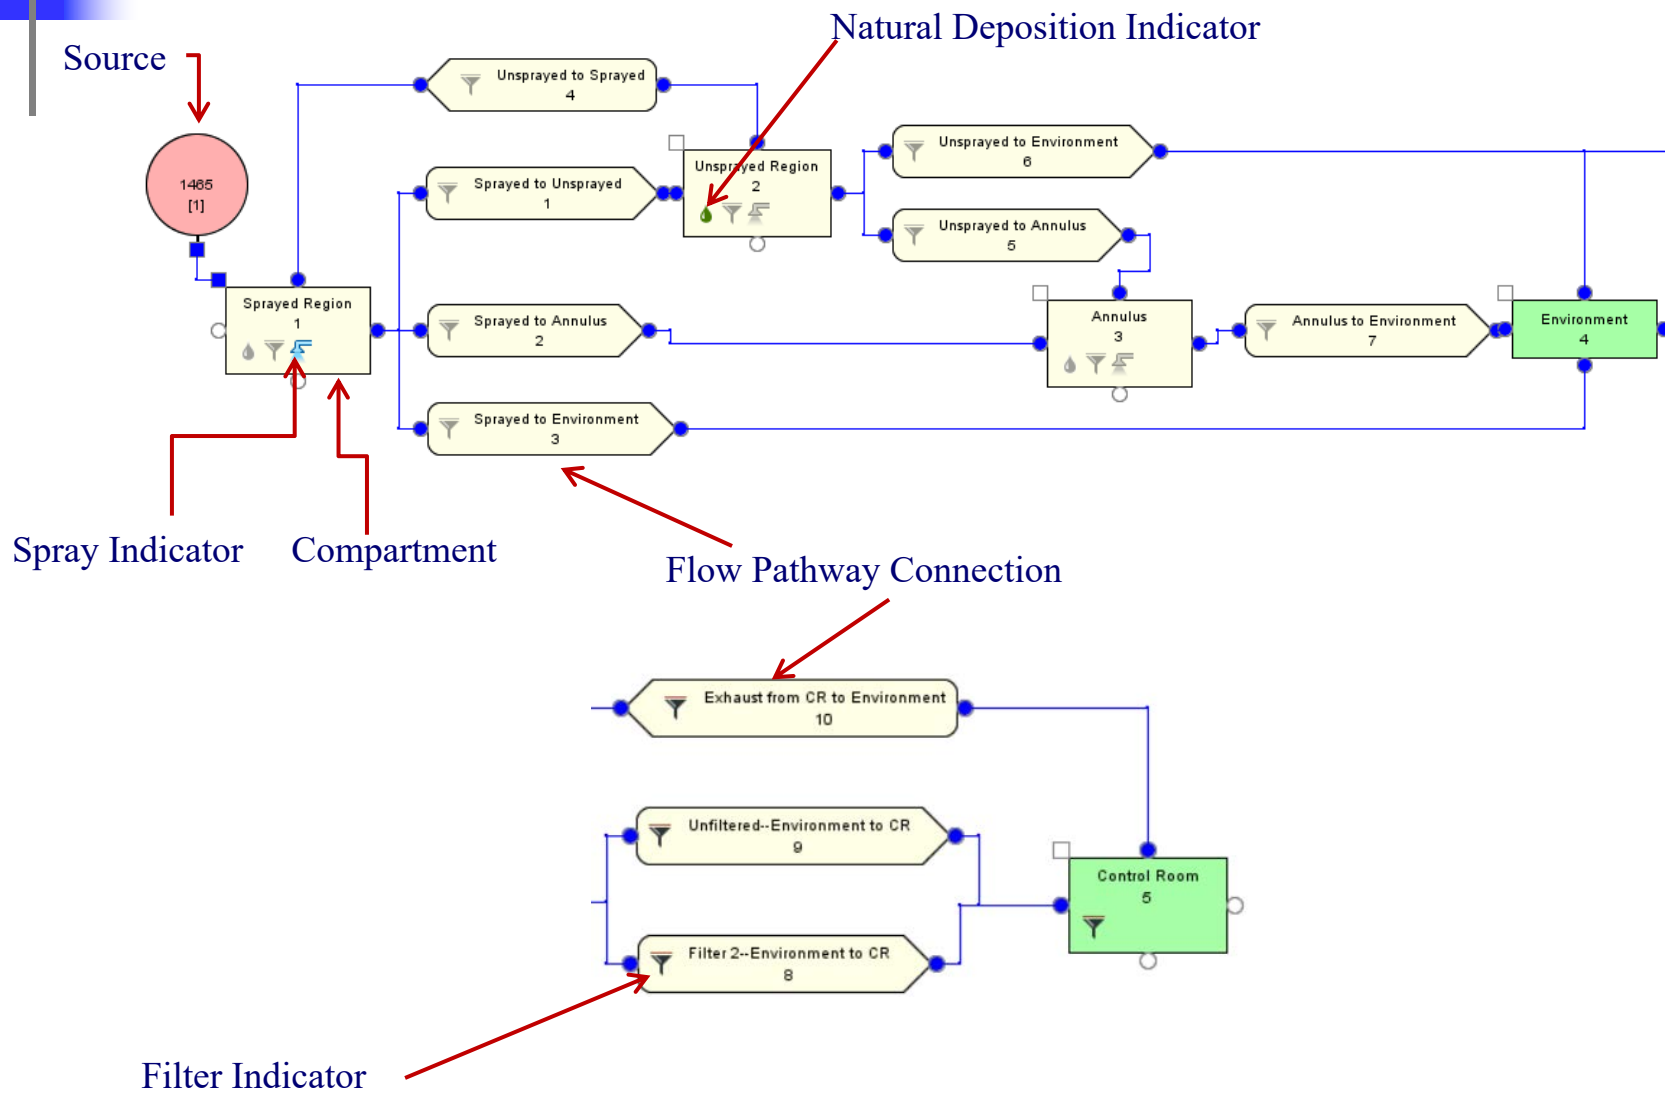 Natural Deposition Indicator
Source
Unsprayed to Sprayed
4
Unsprayed to Environment
6
Unsprayed Region
2
Sprayed to Unsprayed
1
1465
[1]
Unsprayed to Annulus
5
Sprayed Region
1
Sprayed to Annulus
2
Annulus
3
Annulus to Environment
7
Environment
4
Sprayed to Environment
3
Spray Indicator
Compartment
Flow Pathway Connection
Exhaust from CR to Environment
10
Unfiltered--Environment to CR
9
Control Room
5
Filter 2--Environment to CR
8
Filter Indicator